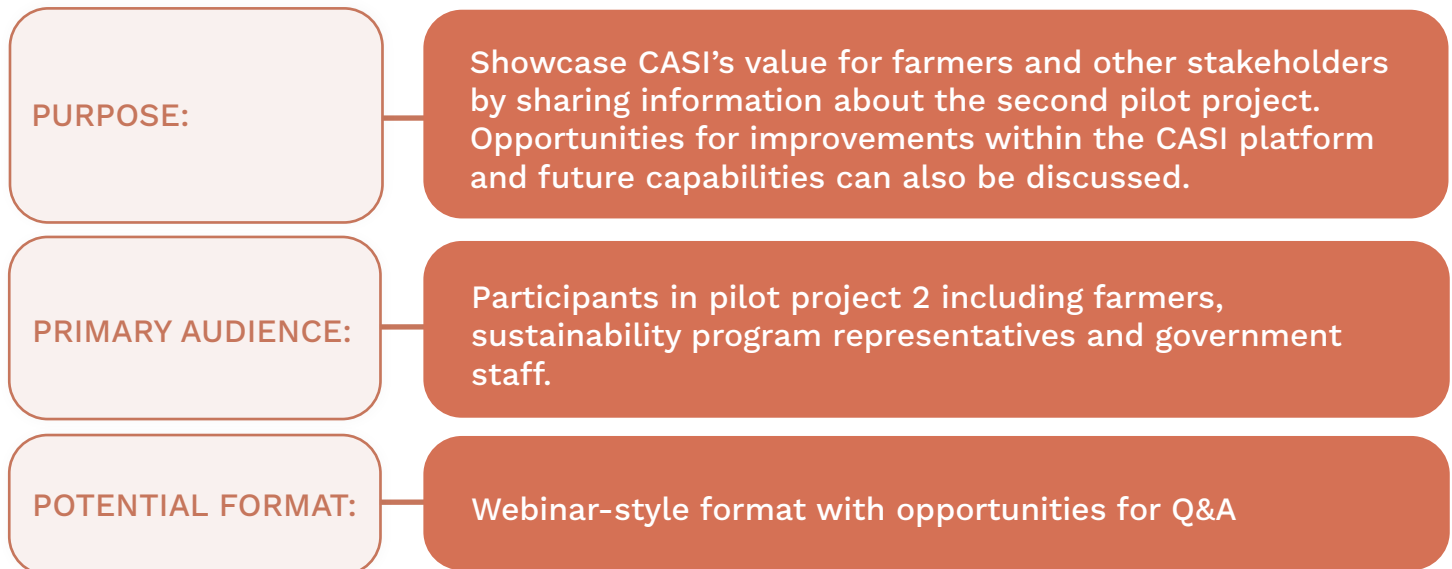 PURPOSE:
Showcase CASI’s value for farmers and other stakeholders
by sharing information about the second pilot project.
Opportunities for improvements within the CASI platform
and future capabilities can also be discussed.
PRIMARY AUDIENCE:
Participants in pilot project 2 including farmers,
sustainability program representatives and government
staff.
POTENTIAL FORMAT:
Webinar-style format with opportunities for Q&A